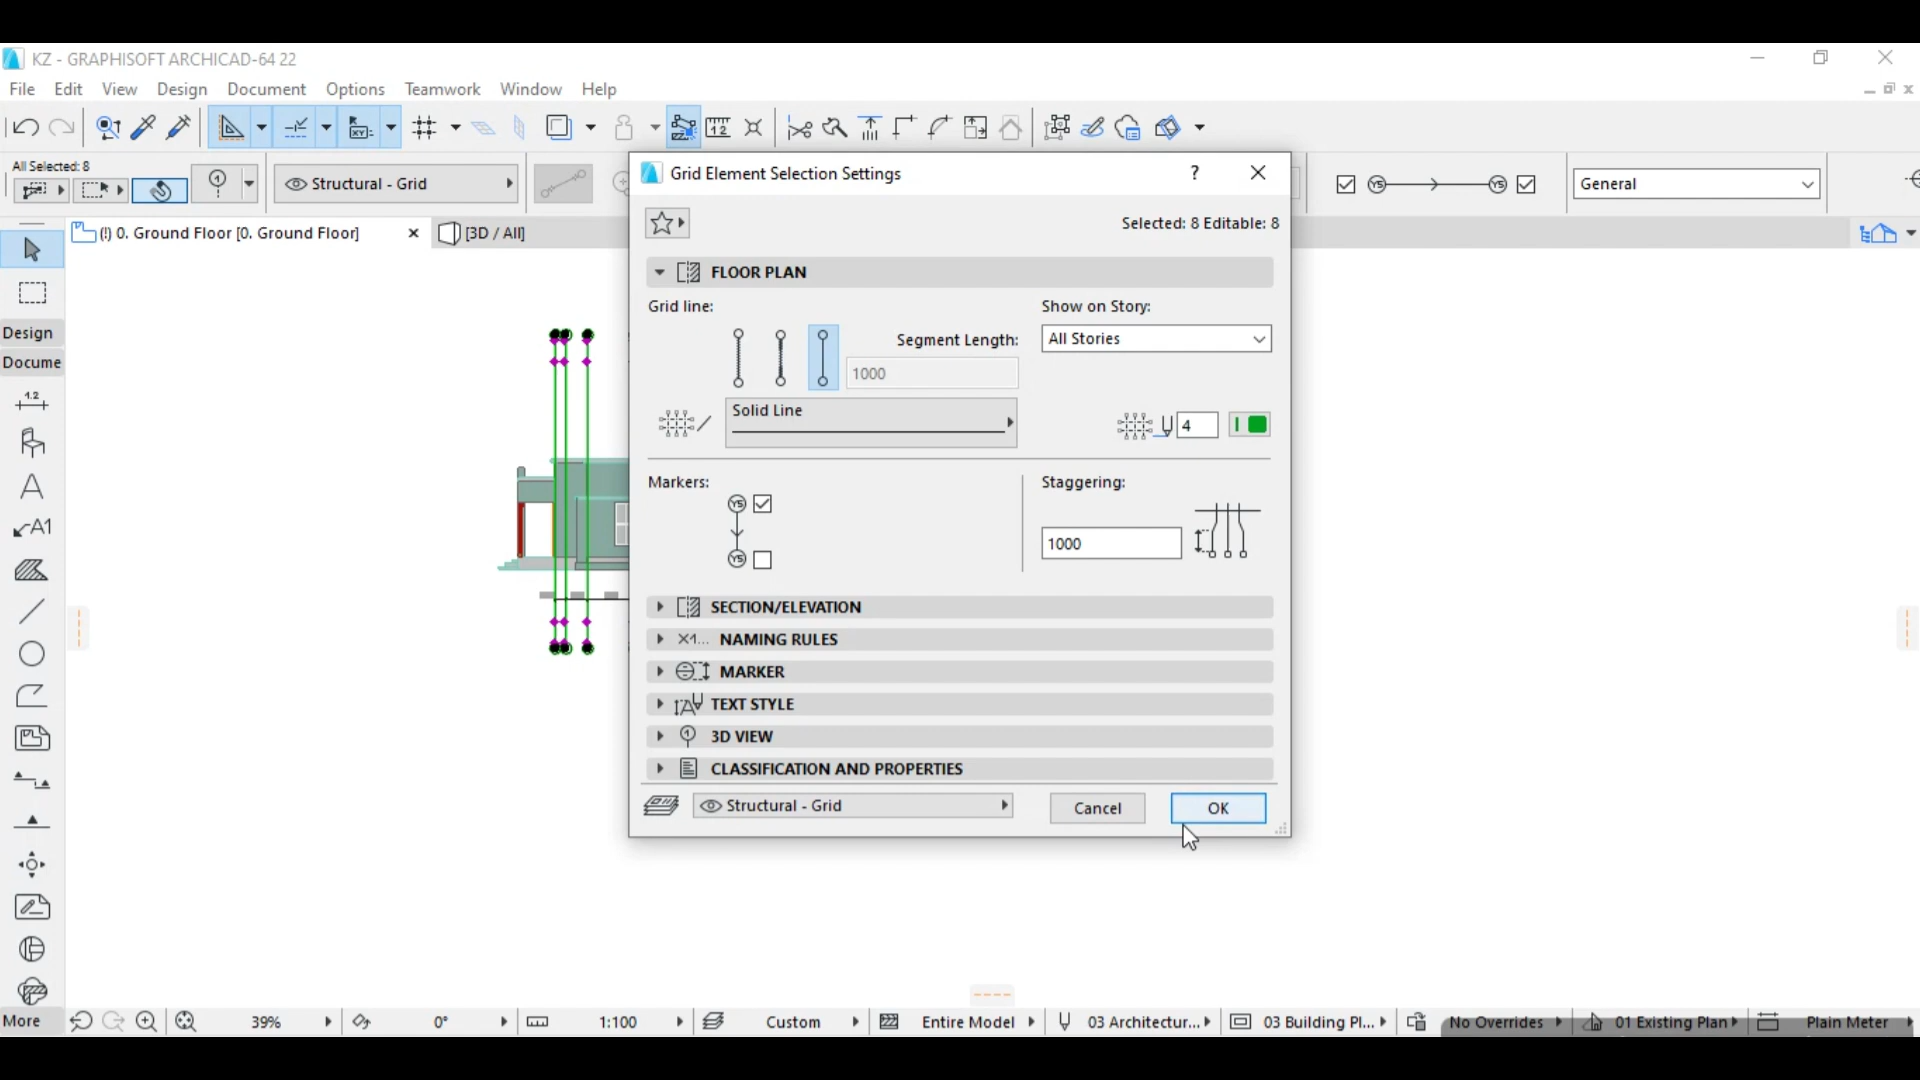 KZ - GRAPHISOFT ARCHICAD-64 22
File Edit View Design Document Options Teamwork Window Help
All Selected: 8
Structural - Grid
General
(!) 0. Ground Floor [0. Ground Floor]
[3D / All]
Grid Element Selection Settings
Selected: 8 Editable: 8
FLOOR PLAN
Grid line:
Show on Story:
Segment Length:
All Stories
1000
Solid Line
4
Markers:
Staggering:
1000
SECTION/ELEVATION
NAMING RULES
MARKER
TEXT STYLE
3D VIEW
CLASSIFICATION AND PROPERTIES
Structural - Grid
Cancel
OK
Design
Docume
1.2
A
A1
More
39%
0°
1:100
Custom
Entire Model
03 Architectur...
03 Building Pl...
No Overrides
01 Existing Plan
Plain Meter